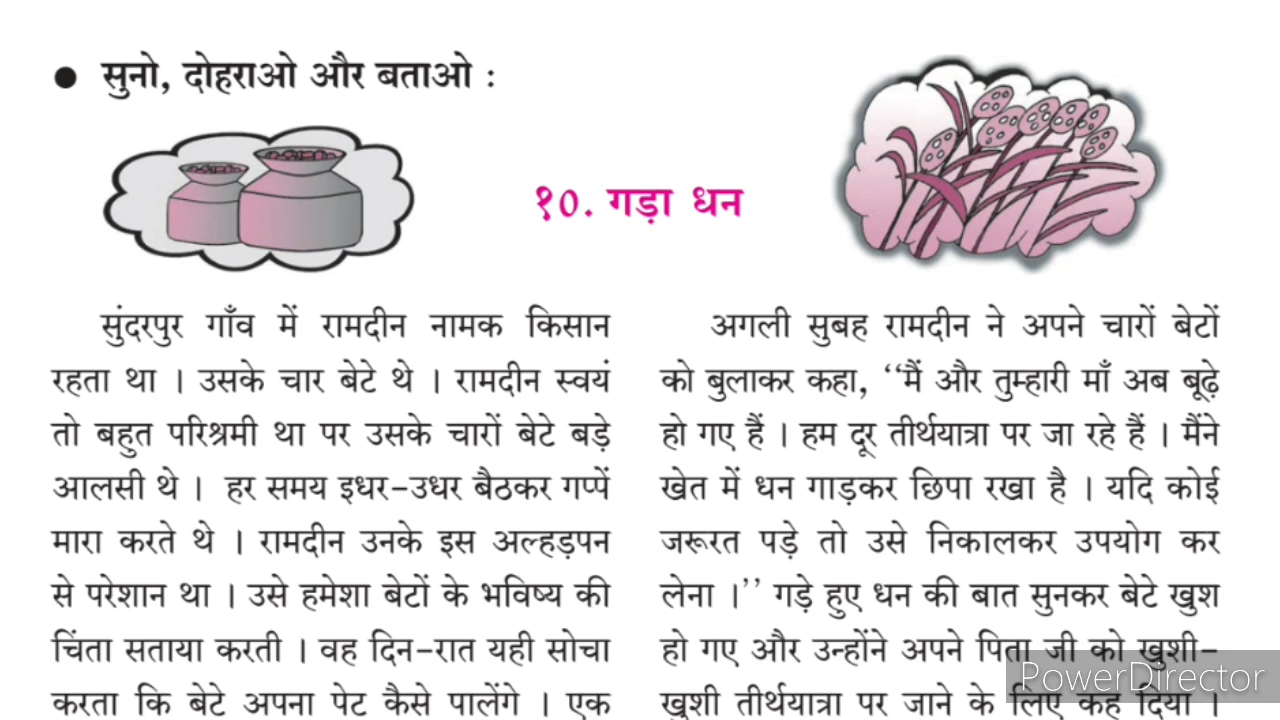 ● सुनो, दोहराओ और बताओ :
१०. गड़ा धन
सुंदरपुर गाँव में रामदीन नामक किसान
रहता था । उसके चार बेटे थे । रामदीन स्वयं
तो बहुत परिश्रमी था पर उसके चारों बेटे बड़े
आलसी थे । हर समय इधर-उधर बैठकर गप्पें
मारा करते थे । रामदीन उनके इस अल्हड़पन
से परेशान था । उसे हमेशा बेटों के भविष्य की
चिंता सताया करती । वह दिन-रात यही सोचा
करता कि बेटे अपना पेट कैसे पालेंगे । एक
अगली सुबह रामदीन ने अपने चारों बेटों
को बुलाकर कहा, ‘‘मैं और तुम्हारी माँ अब बूढ़े
हो गए हैं । हम दूर तीर्थयात्रा पर जा रहे हैं । मैंने
खेत में धन गाड़कर छिपा रखा है । यदि कोई
जरूरत पड़े तो उसे निकालकर उपयोग कर
लेना ।’’ गड़े हुए धन की बात सुनकर बेटे खुश
हो गए और उन्होंने अपने पिता जी को खुशी-
खुशी तीर्थयात्रा पर जाने के लिए कह दिया ।
PowerDirector